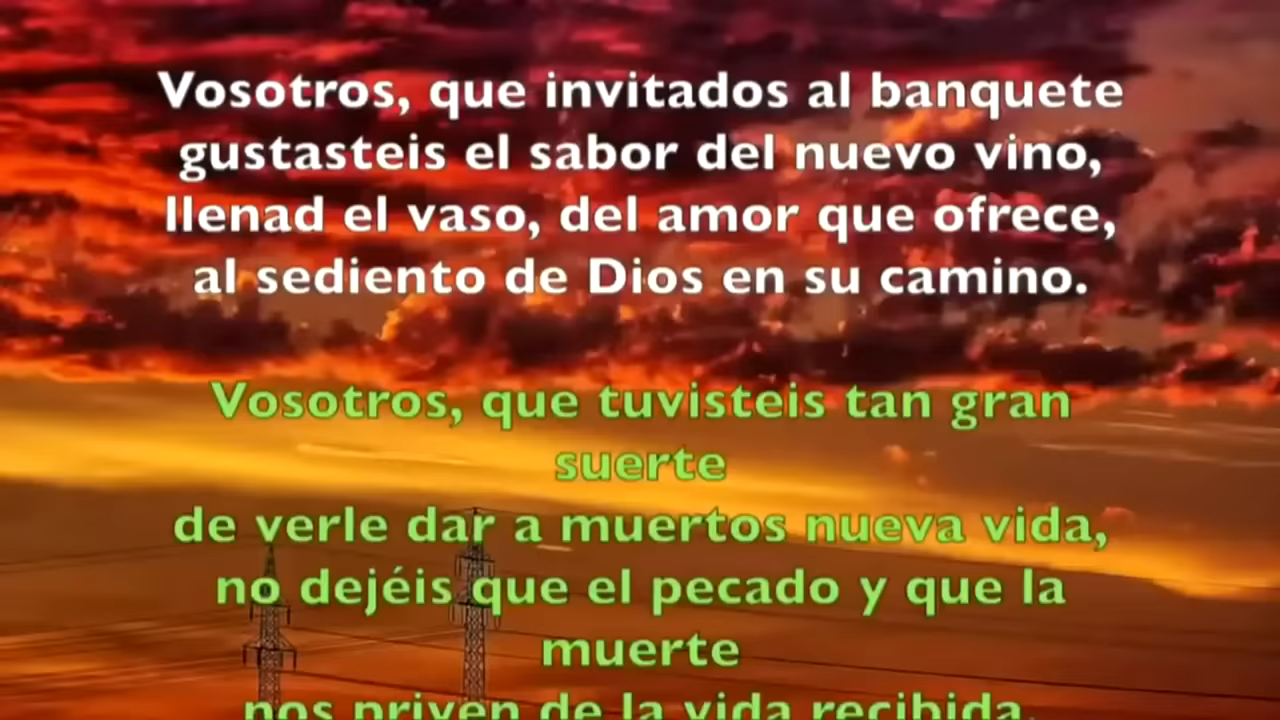 Vosotros, que invitados al banquete
gustasteis el sabor del nuevo vino,
llenad el vaso, del amor que ofrece,
al sediento de Dios en su camino.
Vosotros, que tuvisteis tan gran
suerte
de verle dar a muertos nueva vida,
no dejéis que el pecado y que la
muerte
nos priven de la vida recibida.